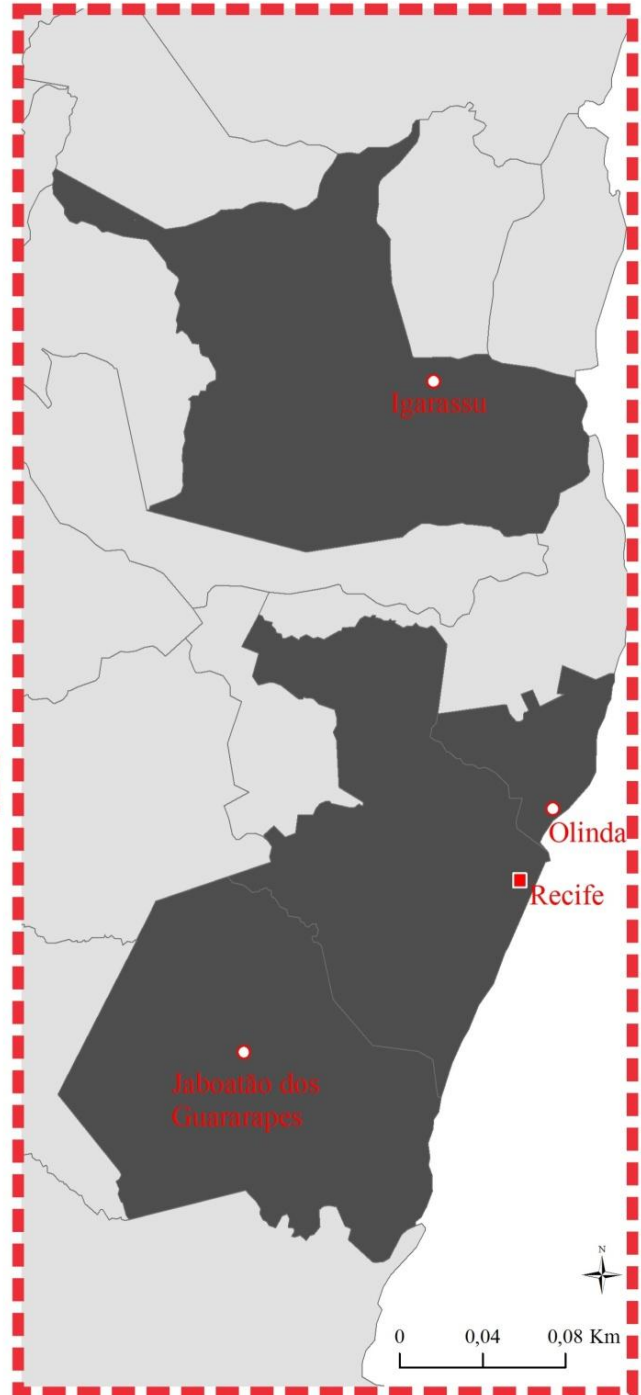 Igarassu
Olinda
Recife
Jaboatão dos
Guararapes
N
0 0,04 0,08 Km